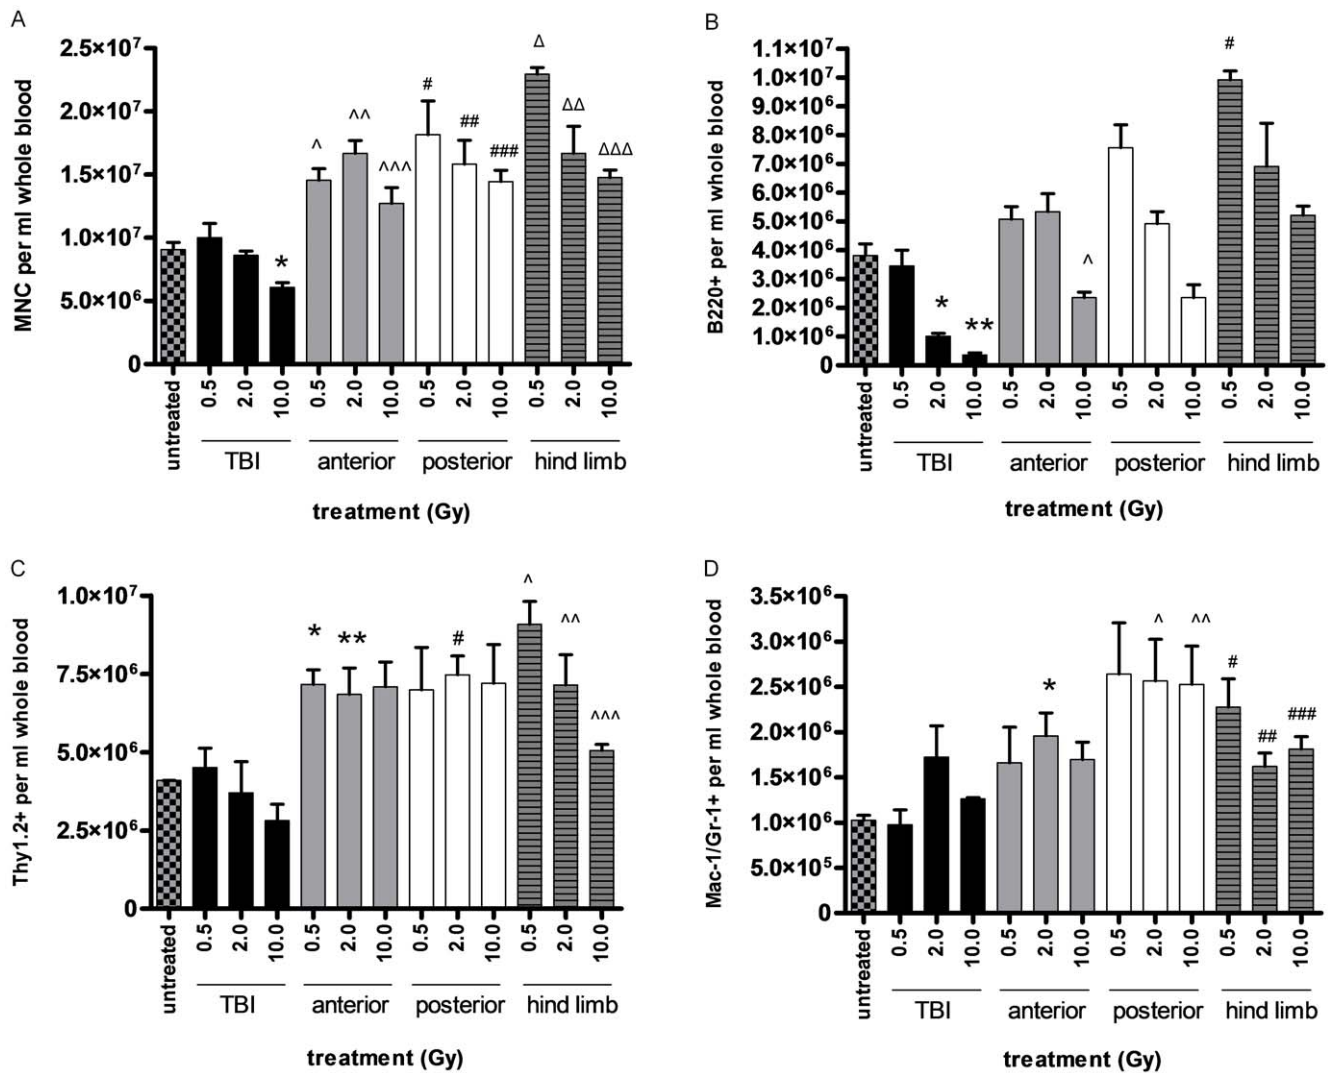 A
MNC per ml whole blood
2.5×10⁷
2.0×10⁷
1.5×10⁷
1.0×10⁷
5.0×10⁶
0
* ^ ^^ ^^^ # ## ### Δ ΔΔ ΔΔΔ
untreated 0.5 2.0 10.0 0.5 2.0 10.0 0.5 2.0 10.0 0.5 2.0 10.0
TBI anterior posterior hind limb
treatment (Gy)
B
B220+ per ml whole blood
1.1×10⁷
1.0×10⁷
9.0×10⁶
8.0×10⁶
7.0×10⁶
6.0×10⁶
5.0×10⁶
4.0×10⁶
3.0×10⁶
2.0×10⁶
1.0×10⁶
0
* ** ^ #
untreated 0.5 2.0 10.0 0.5 2.0 10.0 0.5 2.0 10.0 0.5 2.0 10.0
TBI anterior posterior hind limb
treatment (Gy)
C
Thy1.2+ per ml whole blood
1.0×10⁷
7.5×10⁶
5.0×10⁶
2.5×10⁶
0
* ** # ^ ^^ ^^^
untreated 0.5 2.0 10.0 0.5 2.0 10.0 0.5 2.0 10.0 0.5 2.0 10.0
TBI anterior posterior hind limb
treatment (Gy)
D
Mac-1/Gr-1+ per ml whole blood
3.5×10⁶
3.0×10⁶
2.5×10⁶
2.0×10⁶
1.5×10⁶
1.0×10⁶
5.0×10⁵
0
* ^ ^^ # ## ###
untreated 0.5 2.0 10.0 0.5 2.0 10.0 0.5 2.0 10.0 0.5 2.0 10.0
TBI anterior posterior hind limb
treatment (Gy)